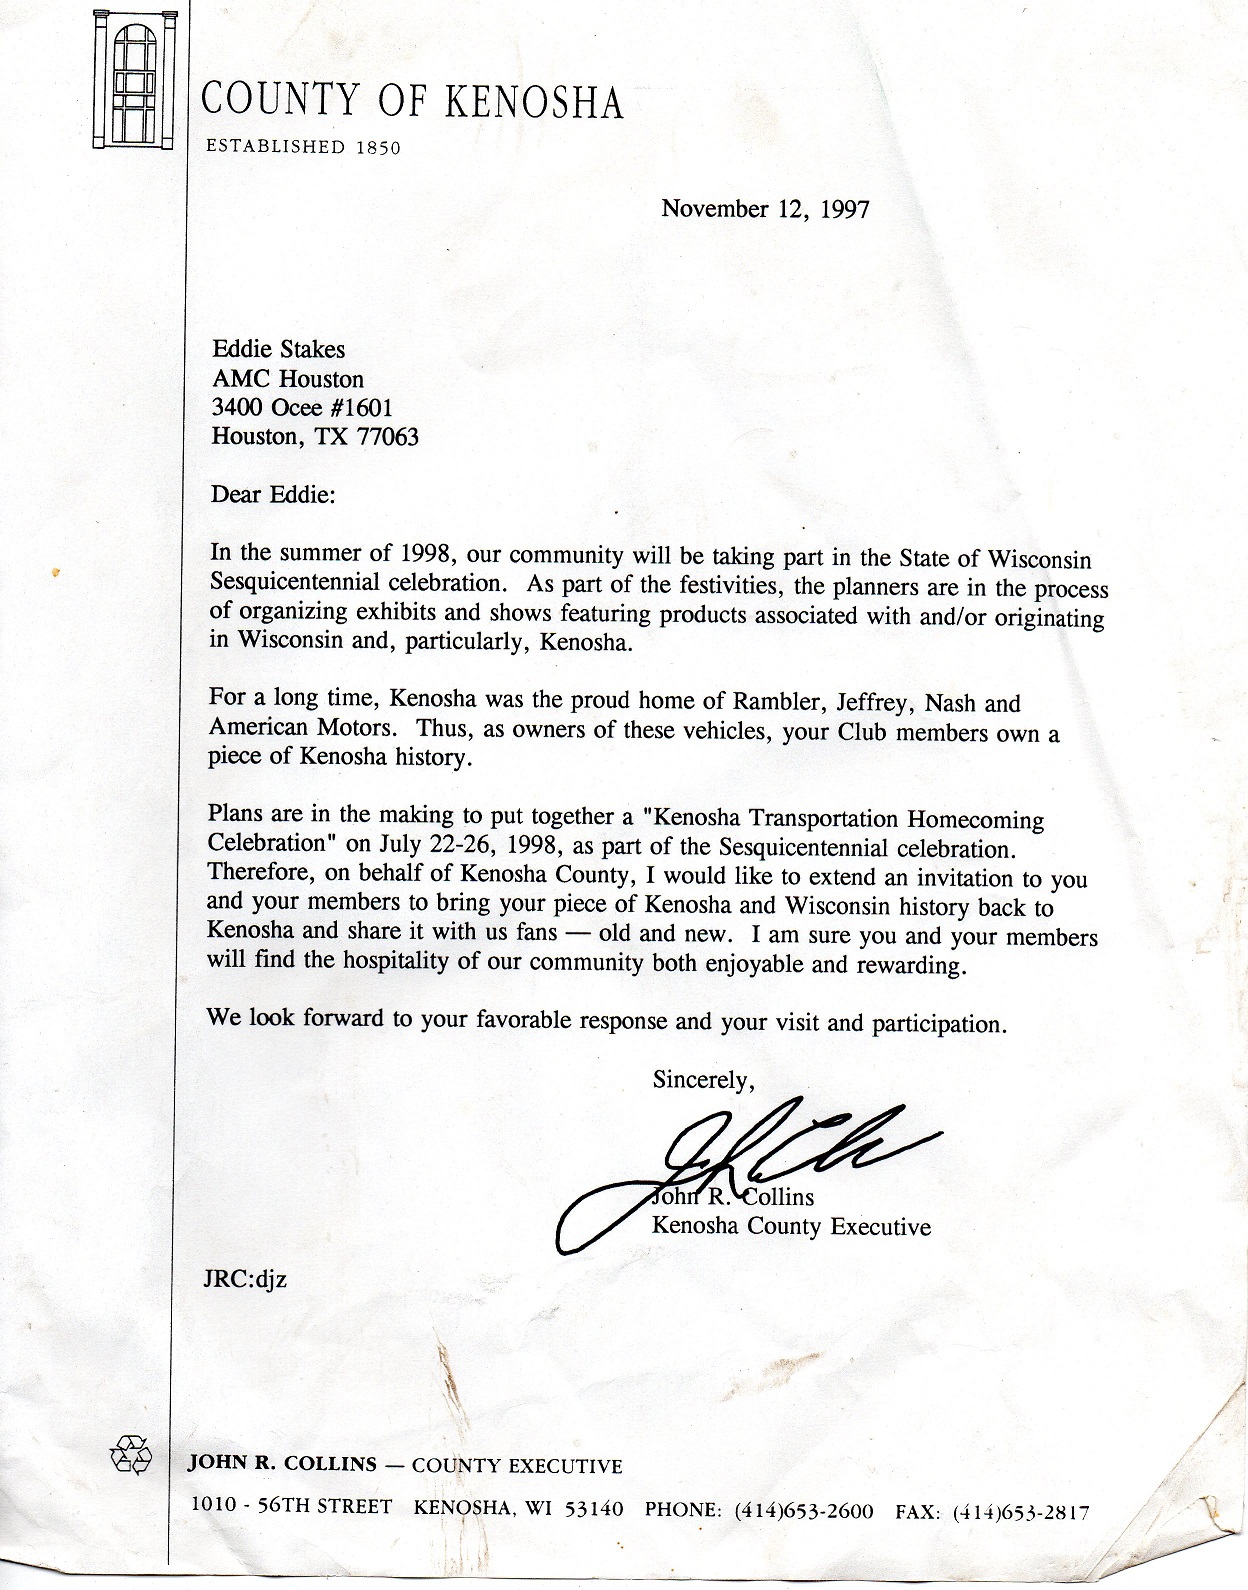 COUNTY OF KENOSHA
ESTABLISHED 1850
November 12, 1997
Eddie Stakes
AMC Houston
3400 Ocee #1601
Houston, TX 77063
Dear Eddie:
In the summer of 1998, our community will be taking part in the State of Wisconsin
Sesquicentennial celebration. As part of the festivities, the planners are in the process
of organizing exhibits and shows featuring products associated with and/or originating
in Wisconsin and, particularly, Kenosha.
For a long time, Kenosha was the proud home of Rambler, Jeffrey, Nash and
American Motors. Thus, as owners of these vehicles, your Club members own a
piece of Kenosha history.
Plans are in the making to put together a "Kenosha Transportation Homecoming
Celebration" on July 22-26, 1998, as part of the Sesquicentennial celebration.
Therefore, on behalf of Kenosha County, I would like to extend an invitation to you
and your members to bring your piece of Kenosha and Wisconsin history back to
Kenosha and share it with us fans — old and new. I am sure you and your members
will find the hospitality of our community both enjoyable and rewarding.
We look forward to your favorable response and your visit and participation.
Sincerely,
John R. Collins
Kenosha County Executive
JRC:djz
JOHN R. COLLINS — COUNTY EXECUTIVE
1010 - 56TH STREET KENOSHA, WI 53140 PHONE: (414)653-2600 FAX: (414)653-2817